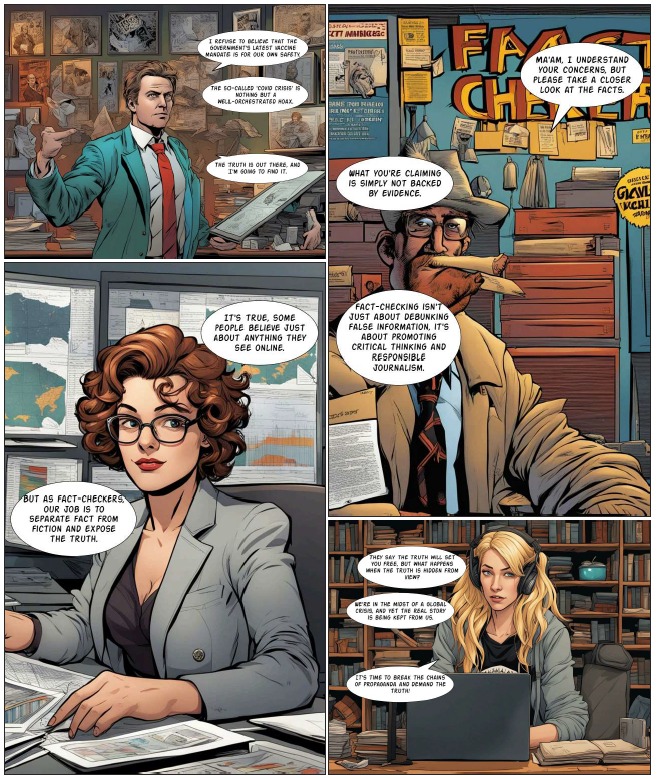 I REFUSE TO BELIEVE THAT THE
GOVERNMENT'S LATEST VACCINE
MANDATE IS FOR OUR OWN SAFETY.
THE SO-CALLED 'COVID CRISIS' IS
NOTHING BUT A
WELL-ORCHESTRATED HOAX.
THE TRUTH IS OUT THERE, AND
I'M GOING TO FIND IT.
MA'AM, I UNDERSTAND
YOUR CONCERNS, BUT
PLEASE TAKE A CLOSER
LOOK AT THE FACTS.
WHAT YOU'RE CLAIMING
IS SIMPLY NOT BACKED
BY EVIDENCE.
FACT-CHECKING ISN'T
JUST ABOUT DEBUNKING
FALSE INFORMATION, IT'S
ABOUT PROMOTING
CRITICAL THINKING AND
RESPONSIBLE
JOURNALISM.
IT'S TRUE, SOME
PEOPLE BELIEVE JUST
ABOUT ANYTHING THEY
SEE ONLINE.
BUT AS FACT-CHECKERS,
OUR JOB IS TO
SEPARATE FACT FROM
FICTION AND EXPOSE
THE TRUTH.
THEY SAY THE TRUTH WILL SET
YOU FREE, BUT WHAT HAPPENS
WHEN THE TRUTH IS HIDDEN FROM
VIEW?
WE'RE IN THE MIDST OF A GLOBAL
CRISIS, AND YET THE REAL STORY
IS BEING KEPT FROM US.
IT'S TIME TO BREAK THE CHAINS
OF PROPAGANDA AND DEMAND THE
TRUTH!